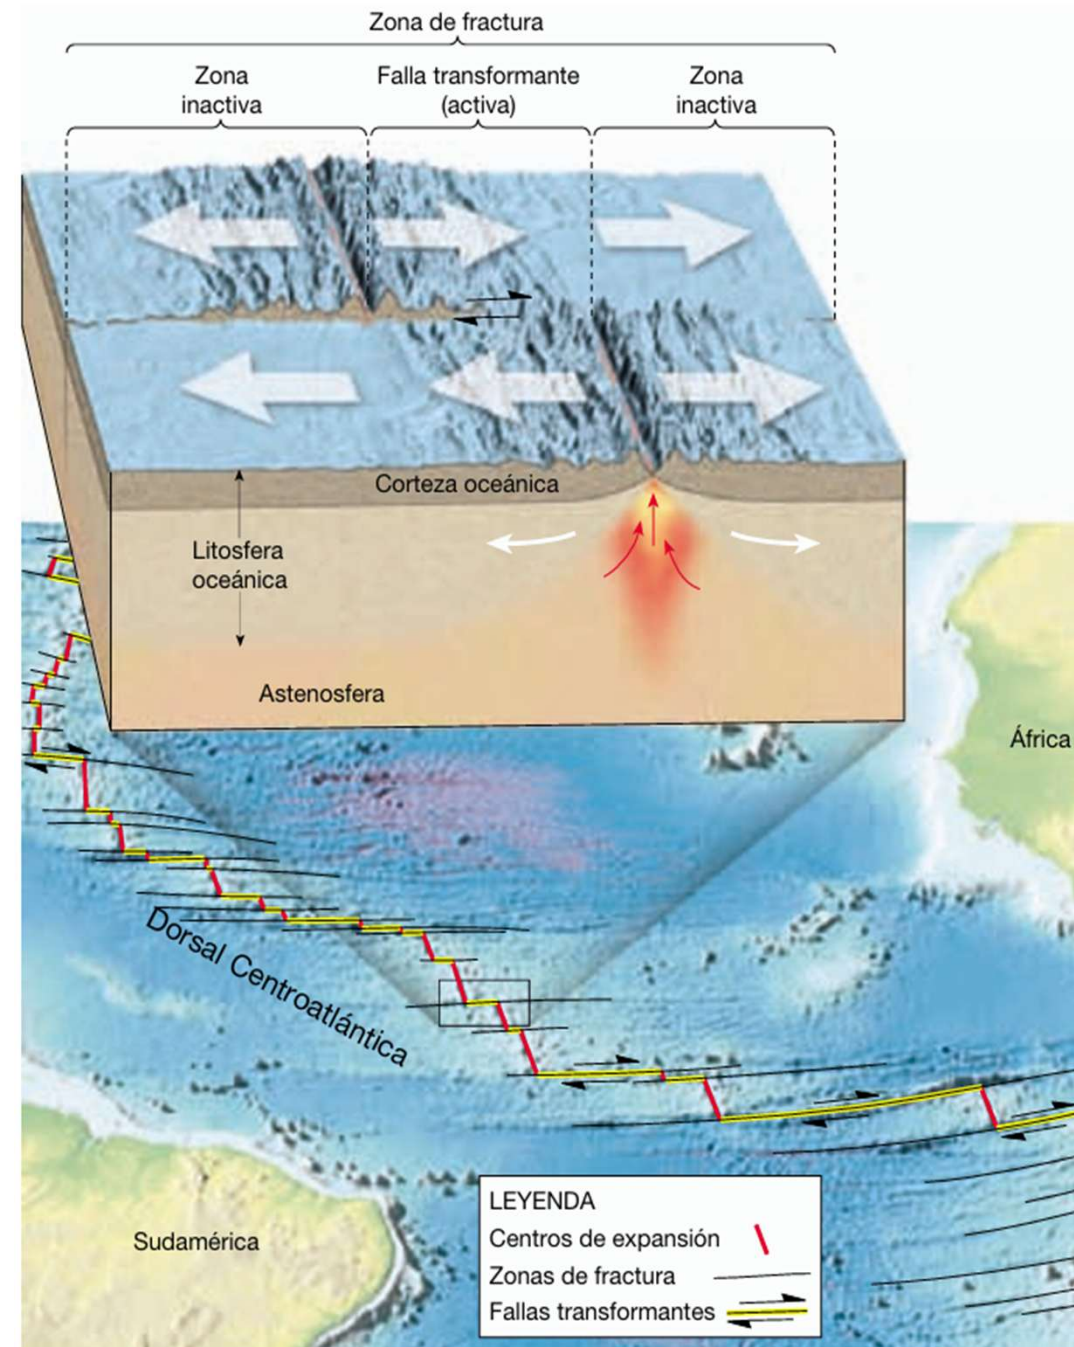 Zona de fractura
Zona
inactiva
Falla transformante
(activa)
Zona
inactiva
Corteza oceánica
Litosfera
oceánica
Astenosfera
África
Dorsal Centroatlántica
Sudamérica
LEYENDA
Centros de expansión
Zonas de fractura
Fallas transformantes